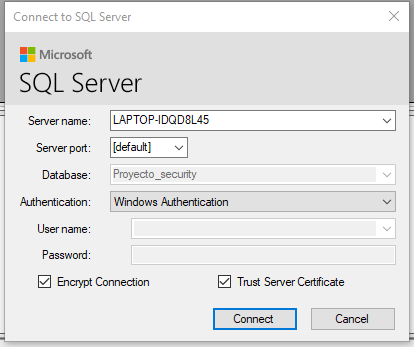 Connect to SQL Server
Microsoft
SQL Server
Server name: LAPTOP-IDQD8L45
Server port: [default]
Database: Proyecto_security
Authentication: Windows Authentication
User name:
Password:
Encrypt Connection Trust Server Certificate
Connect Cancel